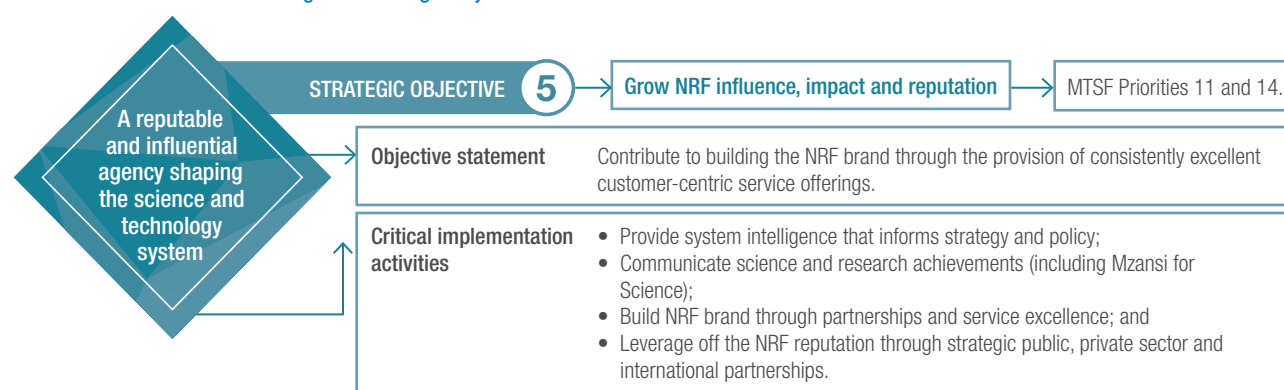 STRATEGIC OBJECTIVE 5
Grow NRF influence, impact and reputation
MTSF Priorities 11 and 14.
A reputable
and influential
agency shaping
the science and
technology
system
Objective statement
Contribute to building the NRF brand through the provision of consistently excellent
customer-centric service offerings.
Critical implementation
activities
• Provide system intelligence that informs strategy and policy;
• Communicate science and research achievements (including Mzansi for
Science);
• Build NRF brand through partnerships and service excellence; and
• Leverage off the NRF reputation through strategic public, private sector and
international partnerships.